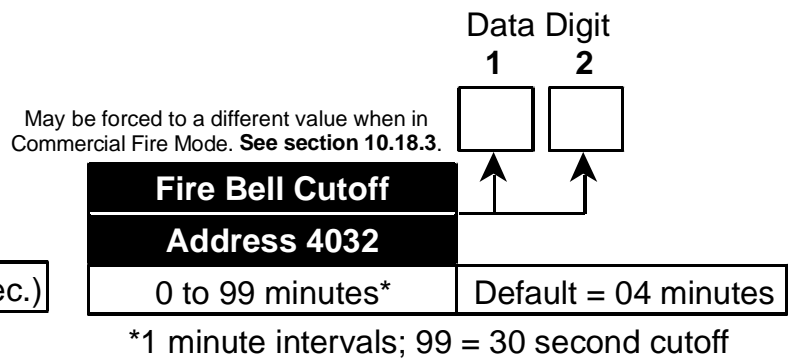 Data Digit
1 2
May be forced to a different value when in
Commercial Fire Mode. See section 10.18.3.
Fire Bell Cutoff
Address 4032
ec.)
0 to 99 minutes* Default = 04 minutes
*1 minute intervals; 99 = 30 second cutoff